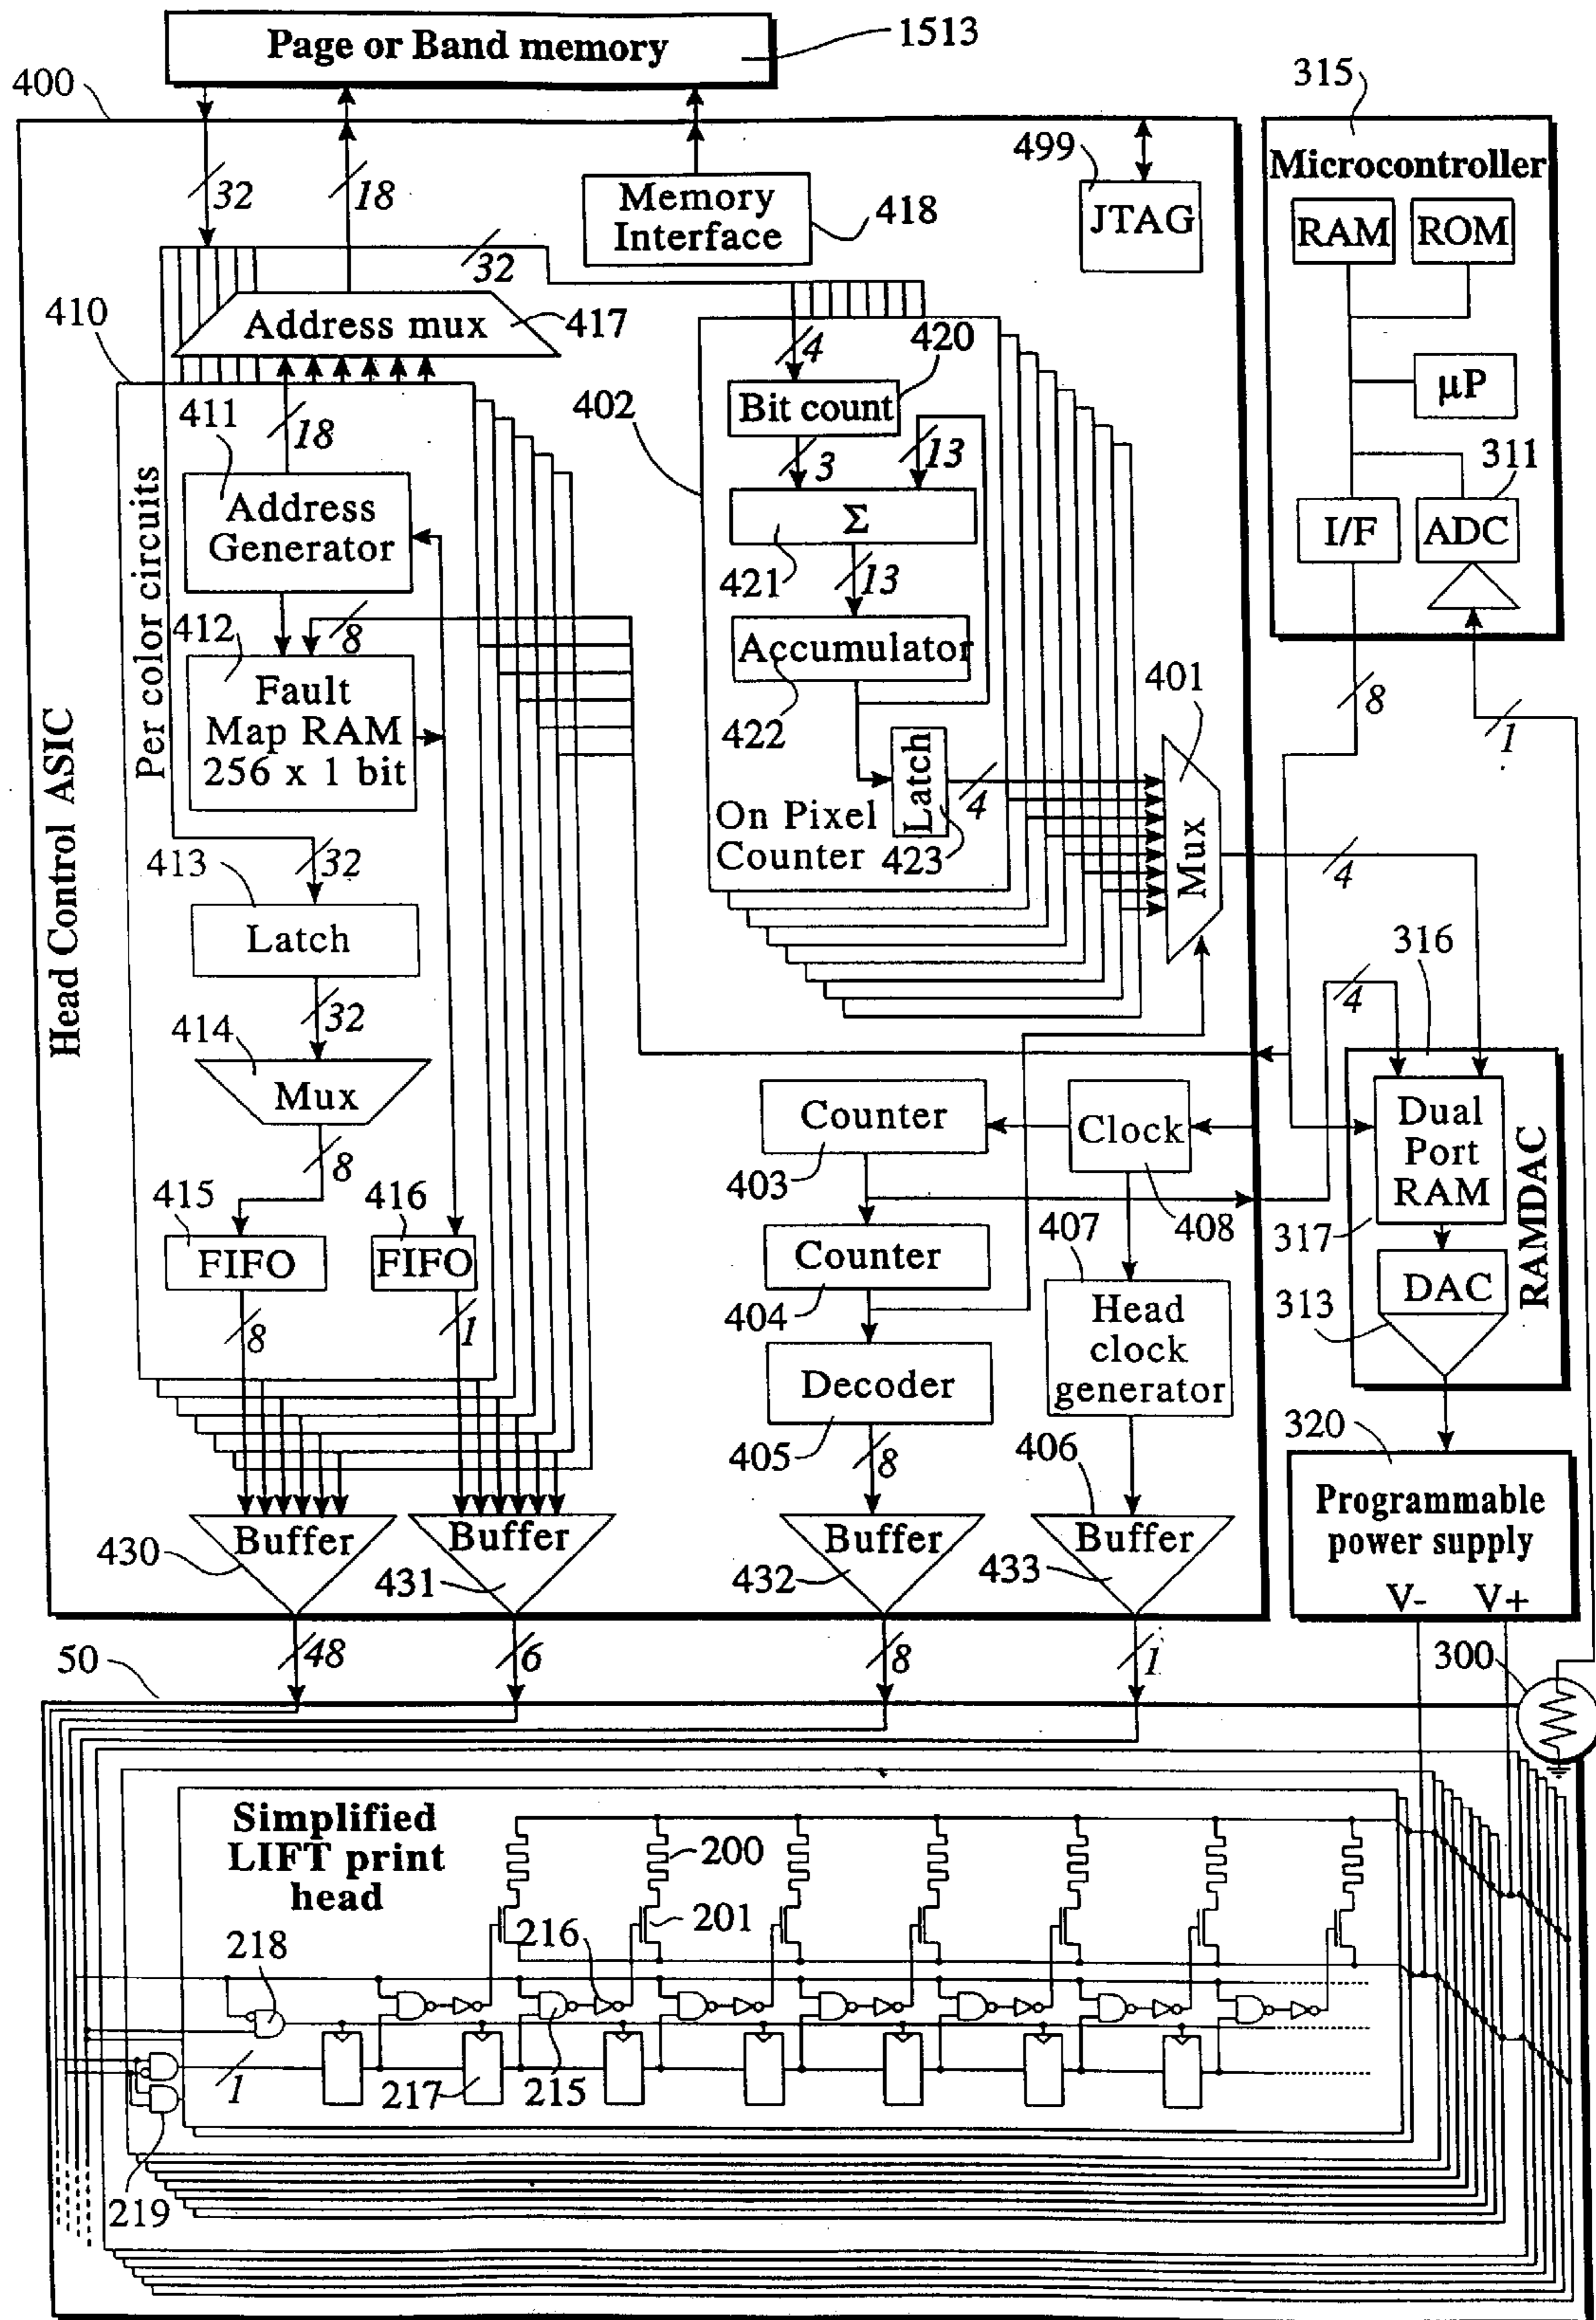 Page or Band memory
1513
400
315
Head Control ASIC
32
18
Memory
Interface
418
499
JTAG
Microcontroller
RAM
ROM
µP
311
I/F
ADC
8
1
32
410
Address mux
417
Per color circuits
411
18
Address
Generator
412
8
Fault
Map RAM
256 x 1 bit
413
32
Latch
32
414
Mux
8
415
FIFO
416
FIFO
8
1
402
4
420
Bit count
3
13
Σ
421
13
Accumulator
422
Latch
4
423
On Pixel
Counter
401
Mux
4
4
316
Counter
403
Clock
408
Counter
404
407
Head
clock
generator
Decoder
405
8
406
Dual
Port
RAM
317
DAC
313
RAMDAC
320
Programmable
power supply
V-
V+
Buffer
430
Buffer
431
Buffer
432
Buffer
433
48
6
8
1
50
300
Simplified
LIFT print
head
200
201
216
218
1
217
215
219